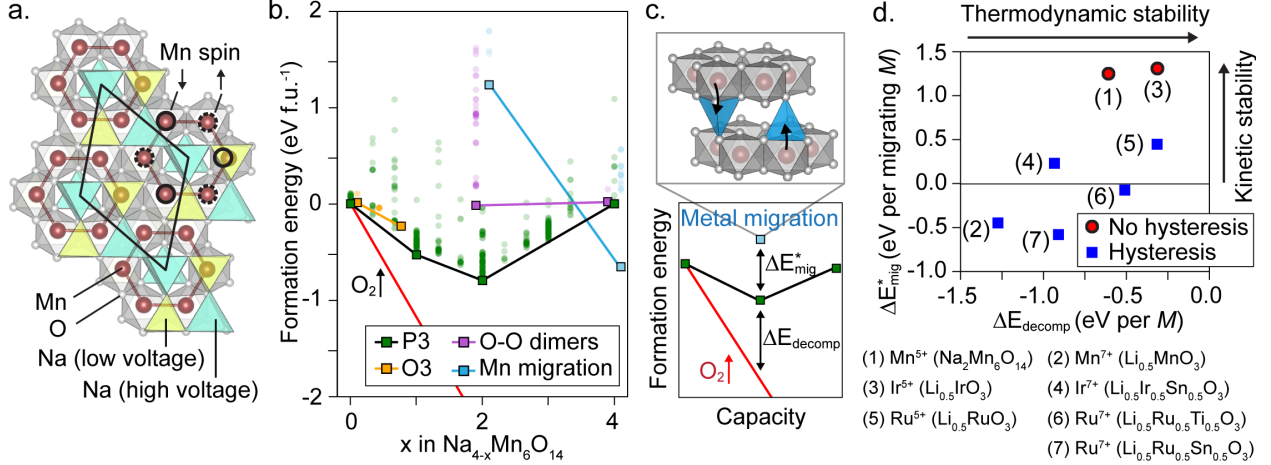 a.
Mn spin
Mn
O
Na (low voltage)
Na (high voltage)
b.
Formation energy (eV f.u.⁻¹)
2
1
0
-1
-2
O₂
P3
O3
O-O dimers
Mn migration
0
2
4
x in Na₄₋ₓMn₆O₁₄
c.
Metal migration
ΔE*mig
ΔEdecomp
O₂
Formation energy
Capacity
d.
Thermodynamic stability
Kinetic stability
ΔE*mig (eV per migrating M)
1.5
1.0
0.5
0.0
-0.5
-1.0
(1)
(3)
(5)
(4)
(6)
(2)
(7)
No hysteresis
Hysteresis
-1.5
-1.0
-0.5
0.0
ΔEdecomp (eV per M)
(1) Mn⁵⁺ (Na₂Mn₆O₁₄)
(2) Mn⁷⁺ (Li₀.₅MnO₃)
(3) Ir⁵⁺ (Li₀.₅IrO₃)
(4) Ir⁷⁺ (Li₀.₅Ir₀.₅Sn₀.₅O₃)
(5) Ru⁵⁺ (Li₀.₅RuO₃)
(6) Ru⁷⁺ (Li₀.₅Ru₀.₅Ti₀.₅O₃)
(7) Ru⁷⁺ (Li₀.₅Ru₀.₅Sn₀.₅O₃)